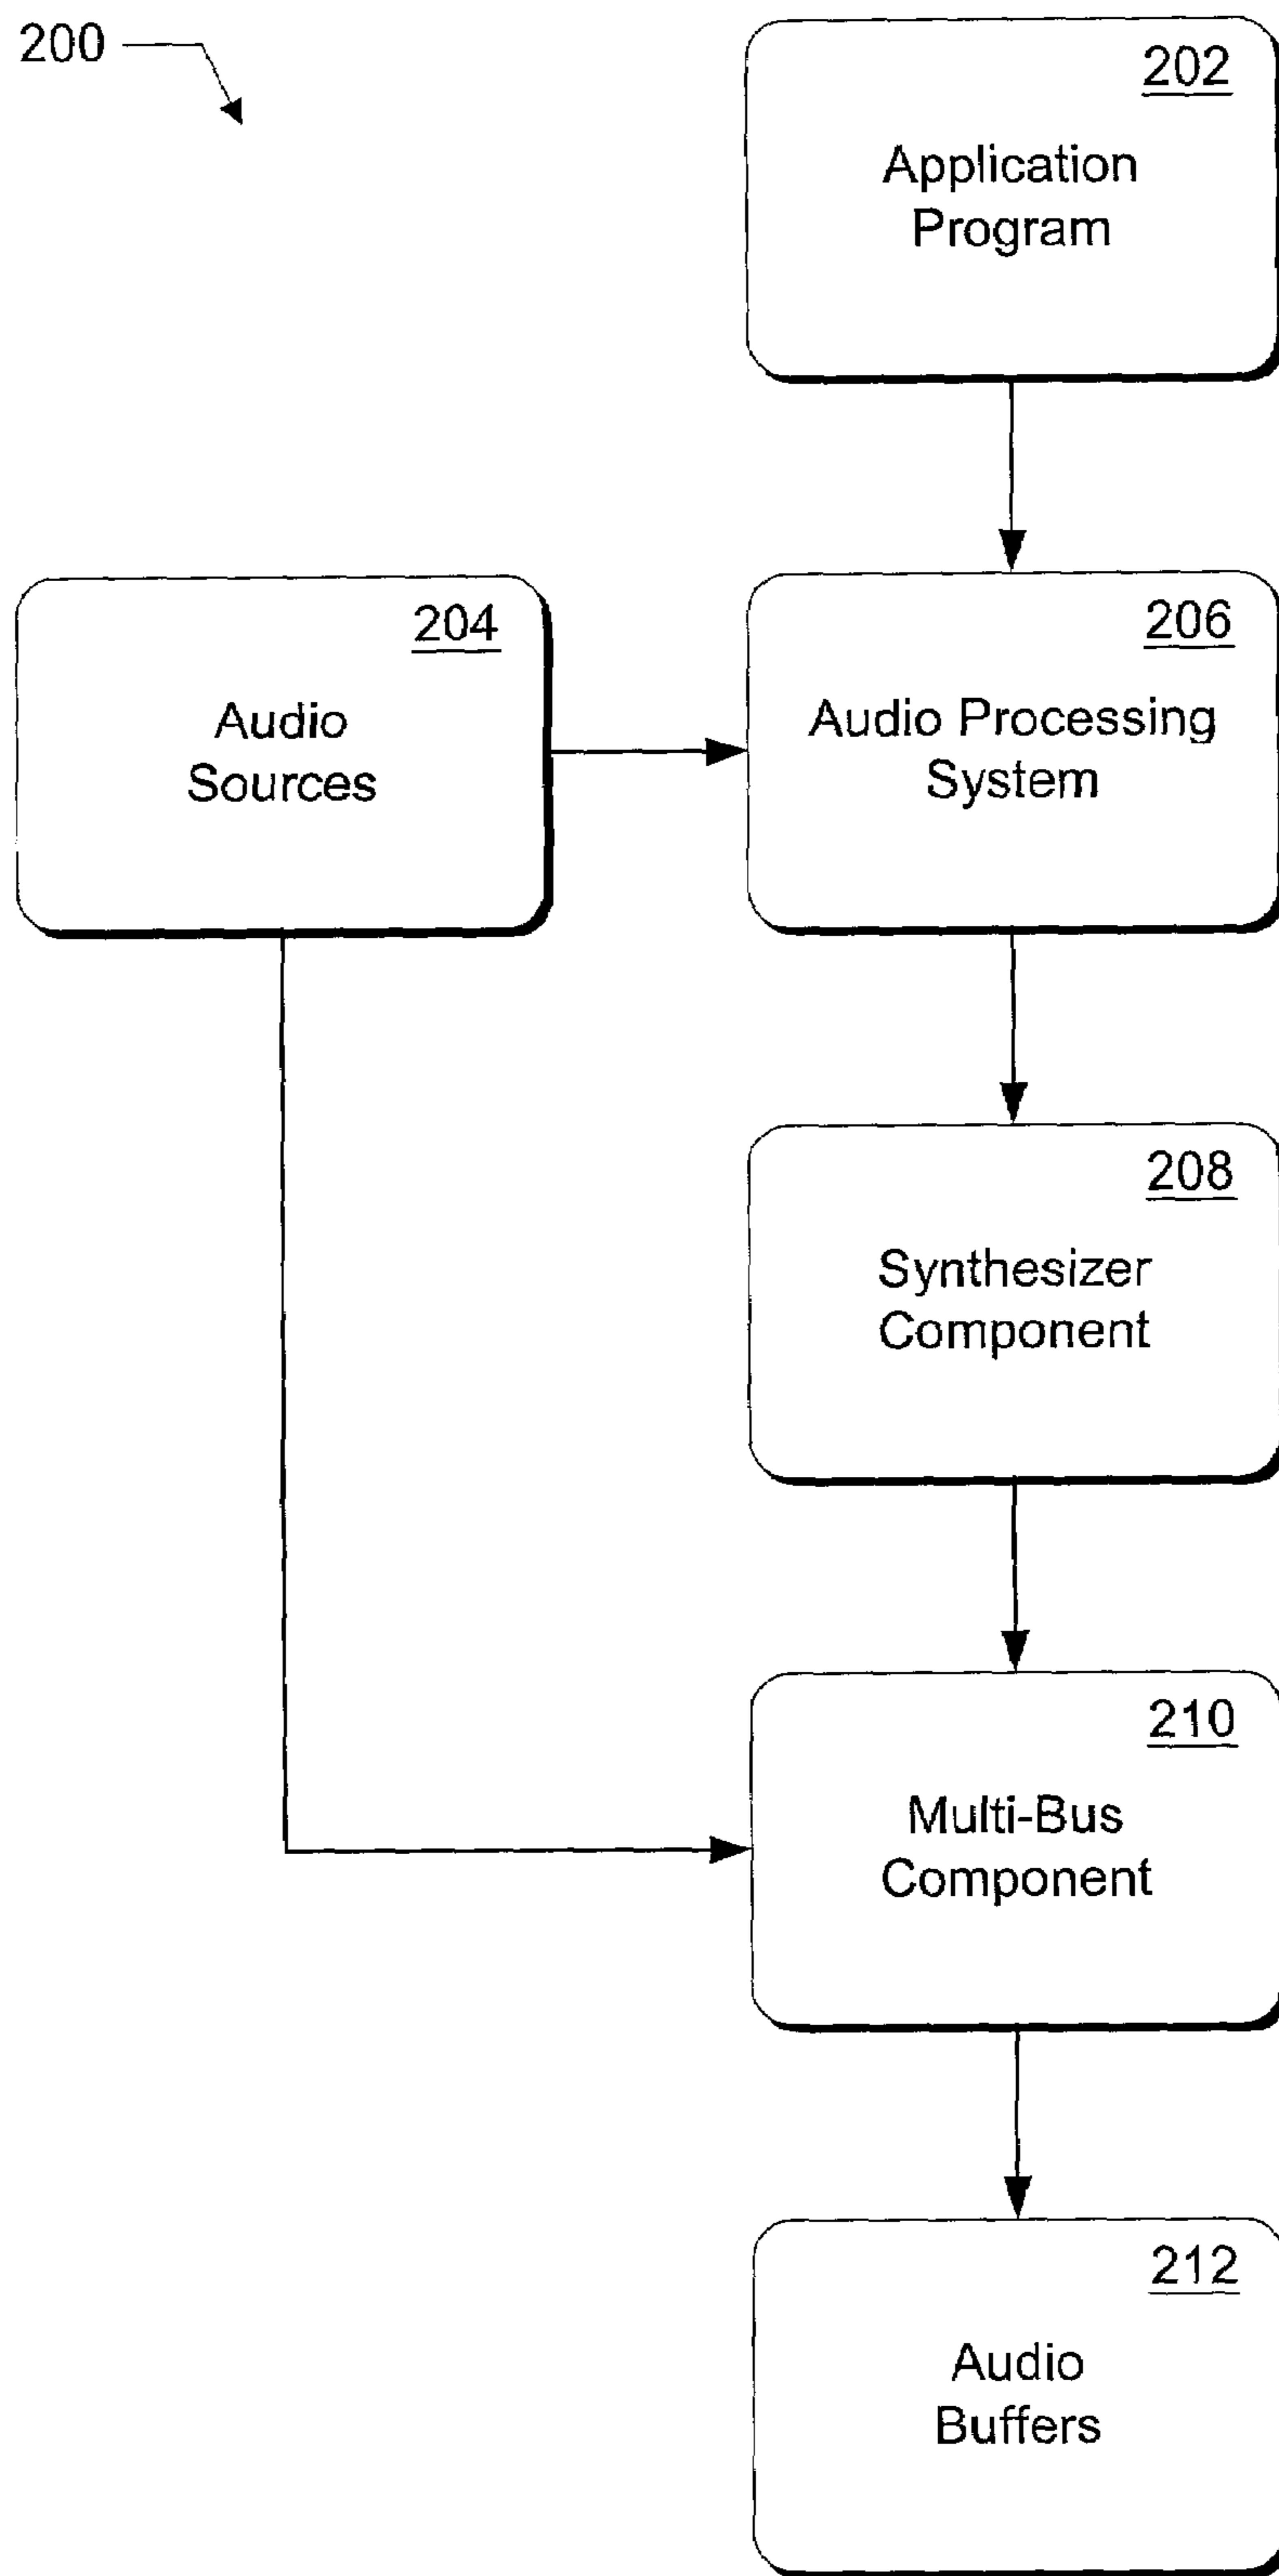 200
202
Application
Program
204
Audio
Sources
206
Audio Processing
System
208
Synthesizer
Component
210
Multi-Bus
Component
212
Audio
Buffers